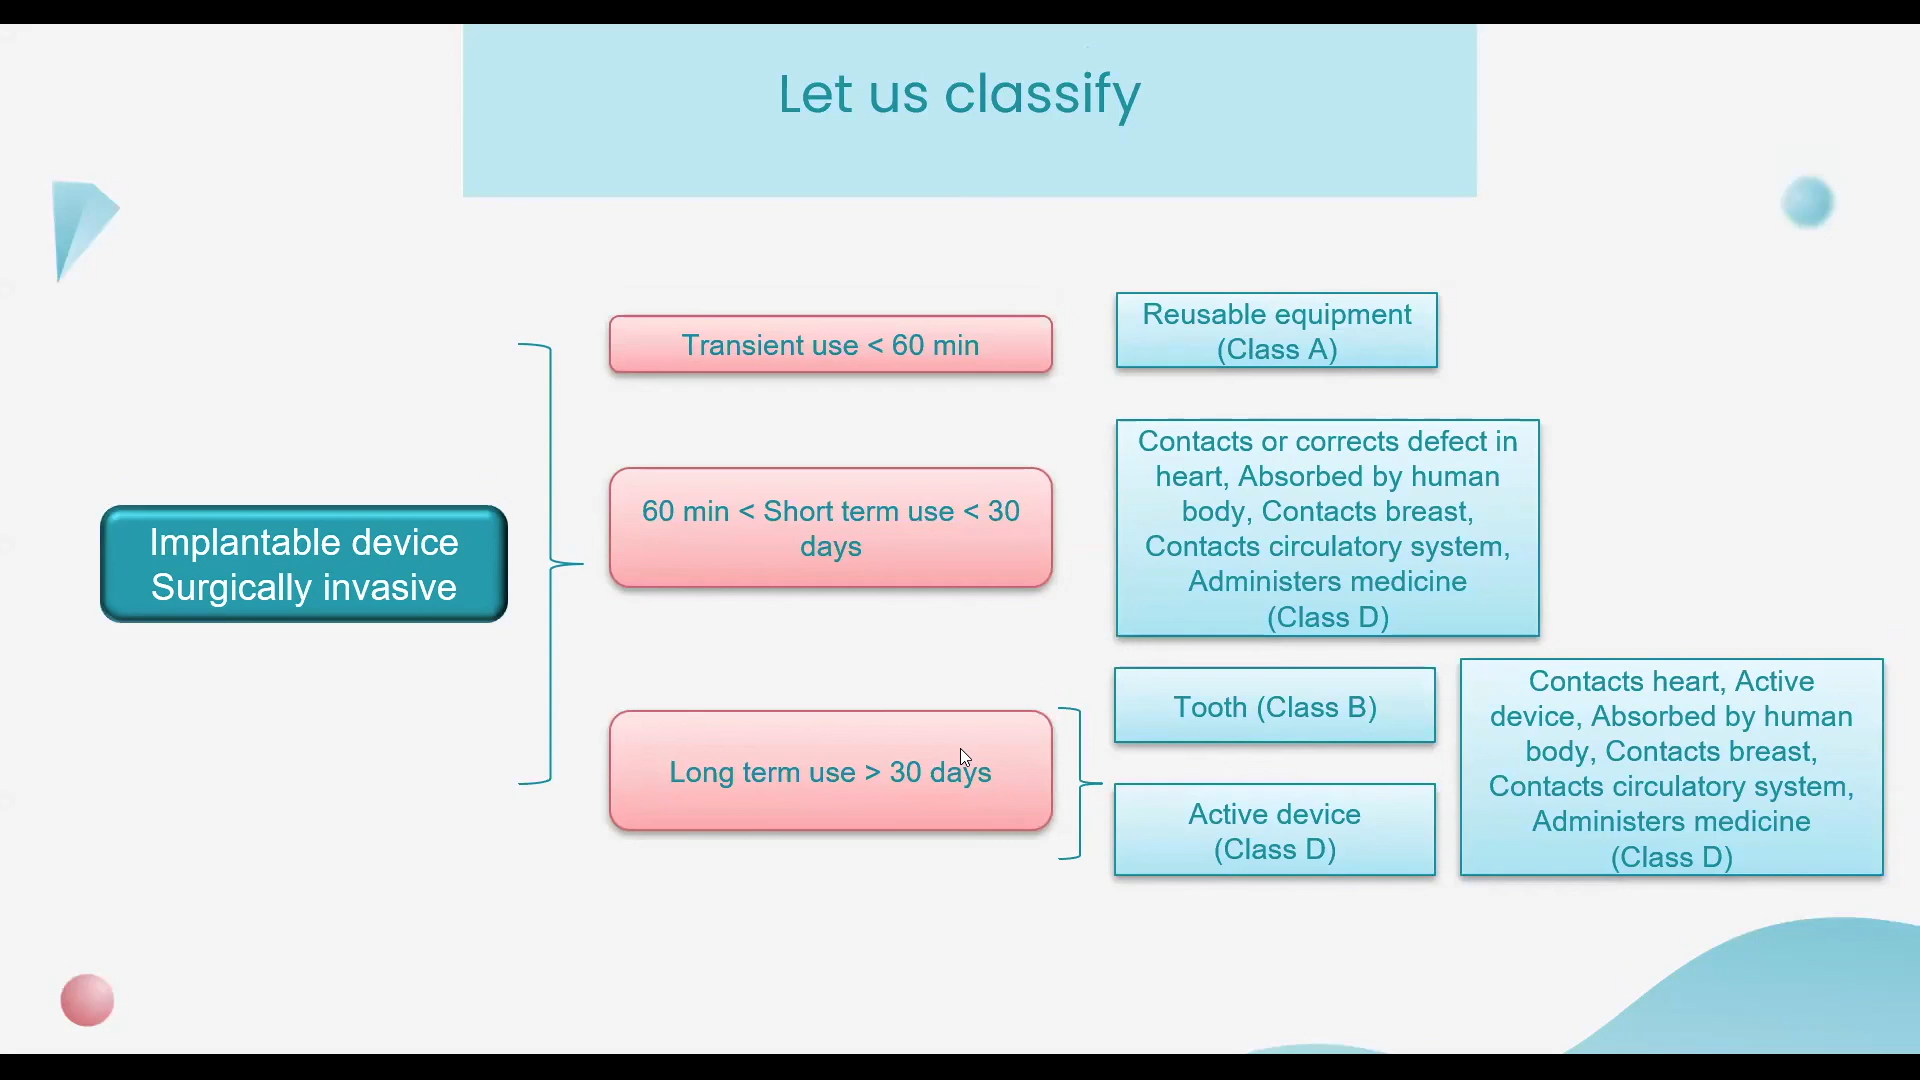 Let us classify
Implantable device
Surgically invasive
Transient use < 60 min
Reusable equipment
(Class A)
60 min < Short term use < 30
days
Contacts or corrects defect in
heart, Absorbed by human
body, Contacts breast,
Contacts circulatory system,
Administers medicine
(Class D)
Long term use > 30 days
Tooth (Class B)
Active device
(Class D)
Contacts heart, Active
device, Absorbed by human
body, Contacts breast,
Contacts circulatory system,
Administers medicine
(Class D)